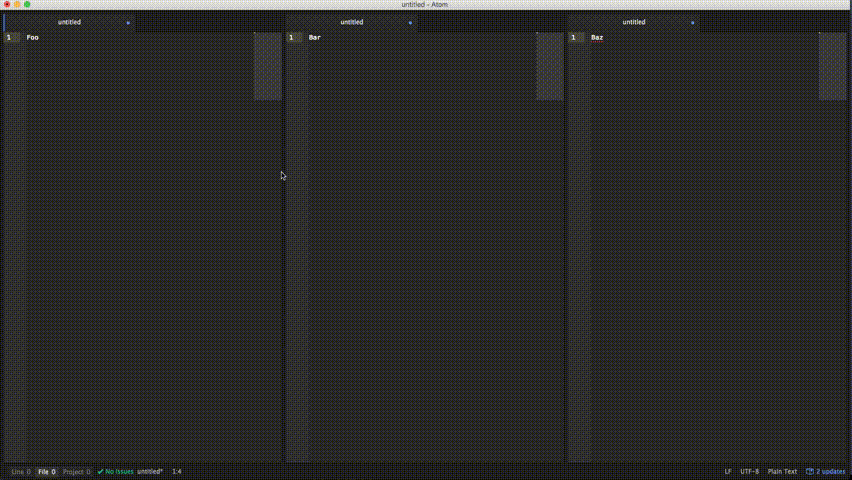 untitled - Atom
untitled untitled untitled
1 Foo 1 Bar 1 Baz
Line 0 File 0 Project 0 No Issues untitled* 1:4 LF UTF-8 Plain Text 2 updates